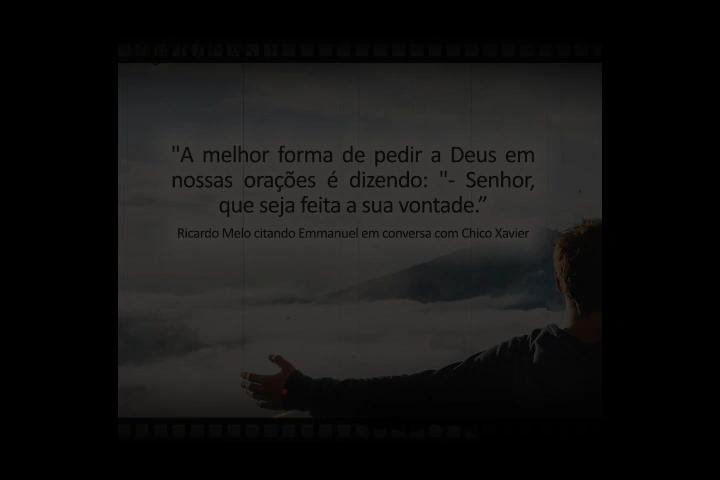 "A melhor forma de pedir a Deus em
nossas orações é dizendo: "- Senhor,
que seja feita a sua vontade.”
Ricardo Melo citando Emmanuel em conversa com Chico Xavier